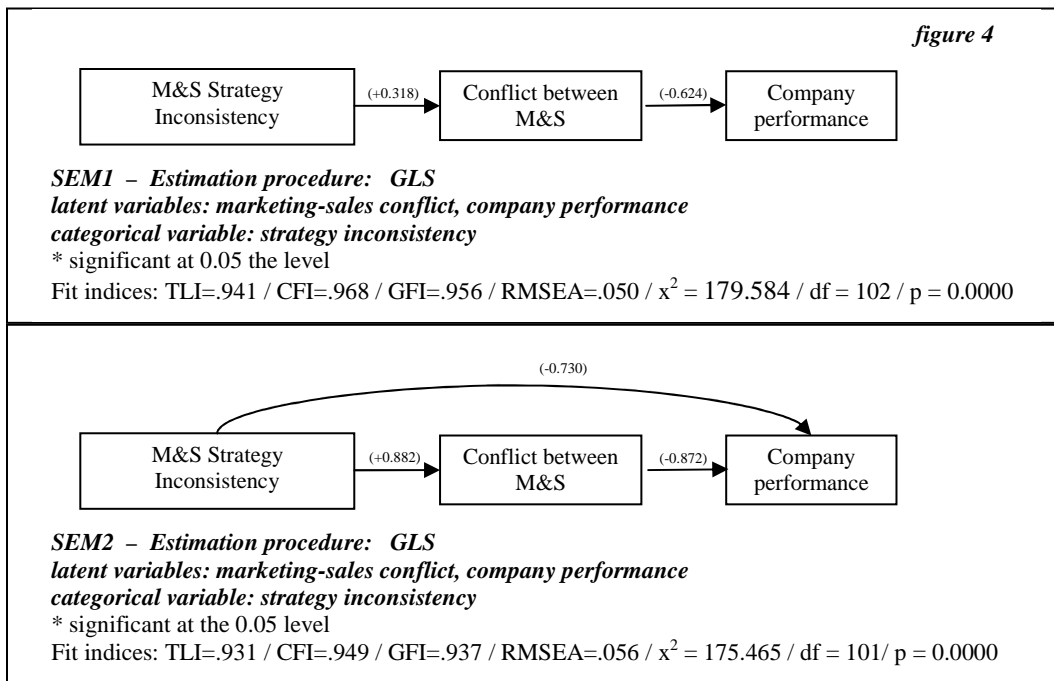 figure 4
(+0.318)
(-0.624)
M&S Strategy
Inconsistency
Conflict between
M&S
Company
performance
SEM1 – Estimation procedure: GLS
latent variables: marketing-sales conflict, company performance
categorical variable: strategy inconsistency
* significant at 0.05 the level
Fit indices: TLI=.941 / CFI=.968 / GFI=.956 / RMSEA=.050 / x² = 179.584 / df = 102 / p = 0.0000
(-0.730)
(+0.882)
(-0.872)
M&S Strategy
Inconsistency
Conflict between
M&S
Company
performance
SEM2 – Estimation procedure: GLS
latent variables: marketing-sales conflict, company performance
categorical variable: strategy inconsistency
* significant at the 0.05 level
Fit indices: TLI=.931 / CFI=.949 / GFI=.937 / RMSEA=.056 / x² = 175.465 / df = 101/ p = 0.0000